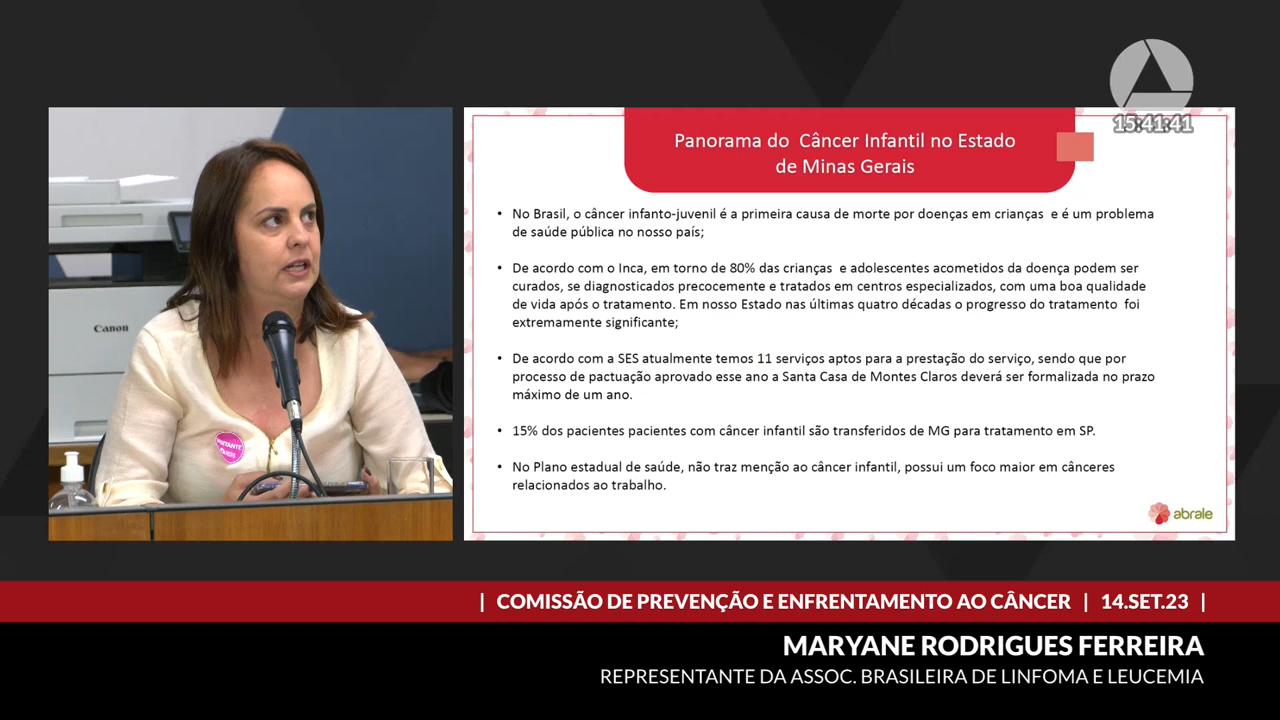 15:41:41
Panorama do Câncer Infantil no Estado
de Minas Gerais
• No Brasil, o câncer infanto-juvenil é a primeira causa de morte por doenças em crianças e é um problema
de saúde pública no nosso país;
• De acordo com o Inca, em torno de 80% das crianças e adolescentes acometidos da doença podem ser
curados, se diagnosticados precocemente e tratados em centros especializados, com uma boa qualidade
de vida após o tratamento. Em nosso Estado nas últimas quatro décadas o progresso do tratamento foi
extremamente significante;
• De acordo com a SES atualmente temos 11 serviços aptos para a prestação do serviço, sendo que por
processo de pactuação aprovado esse ano a Santa Casa de Montes Claros deverá ser formalizada no prazo
máximo de um ano.
• 15% dos pacientes pacientes com câncer infantil são transferidos de MG para tratamento em SP.
• No Plano estadual de saúde, não traz menção ao câncer infantil, possui um foco maior em cânceres
relacionados ao trabalho.
abrale
Canon
| COMISSÃO DE PREVENÇÃO E ENFRENTAMENTO AO CÂNCER | 14.SET.23 |
MARYANE RODRIGUES FERREIRA
REPRESENTANTE DA ASSOC. BRASILEIRA DE LINFOMA E LEUCEMIA